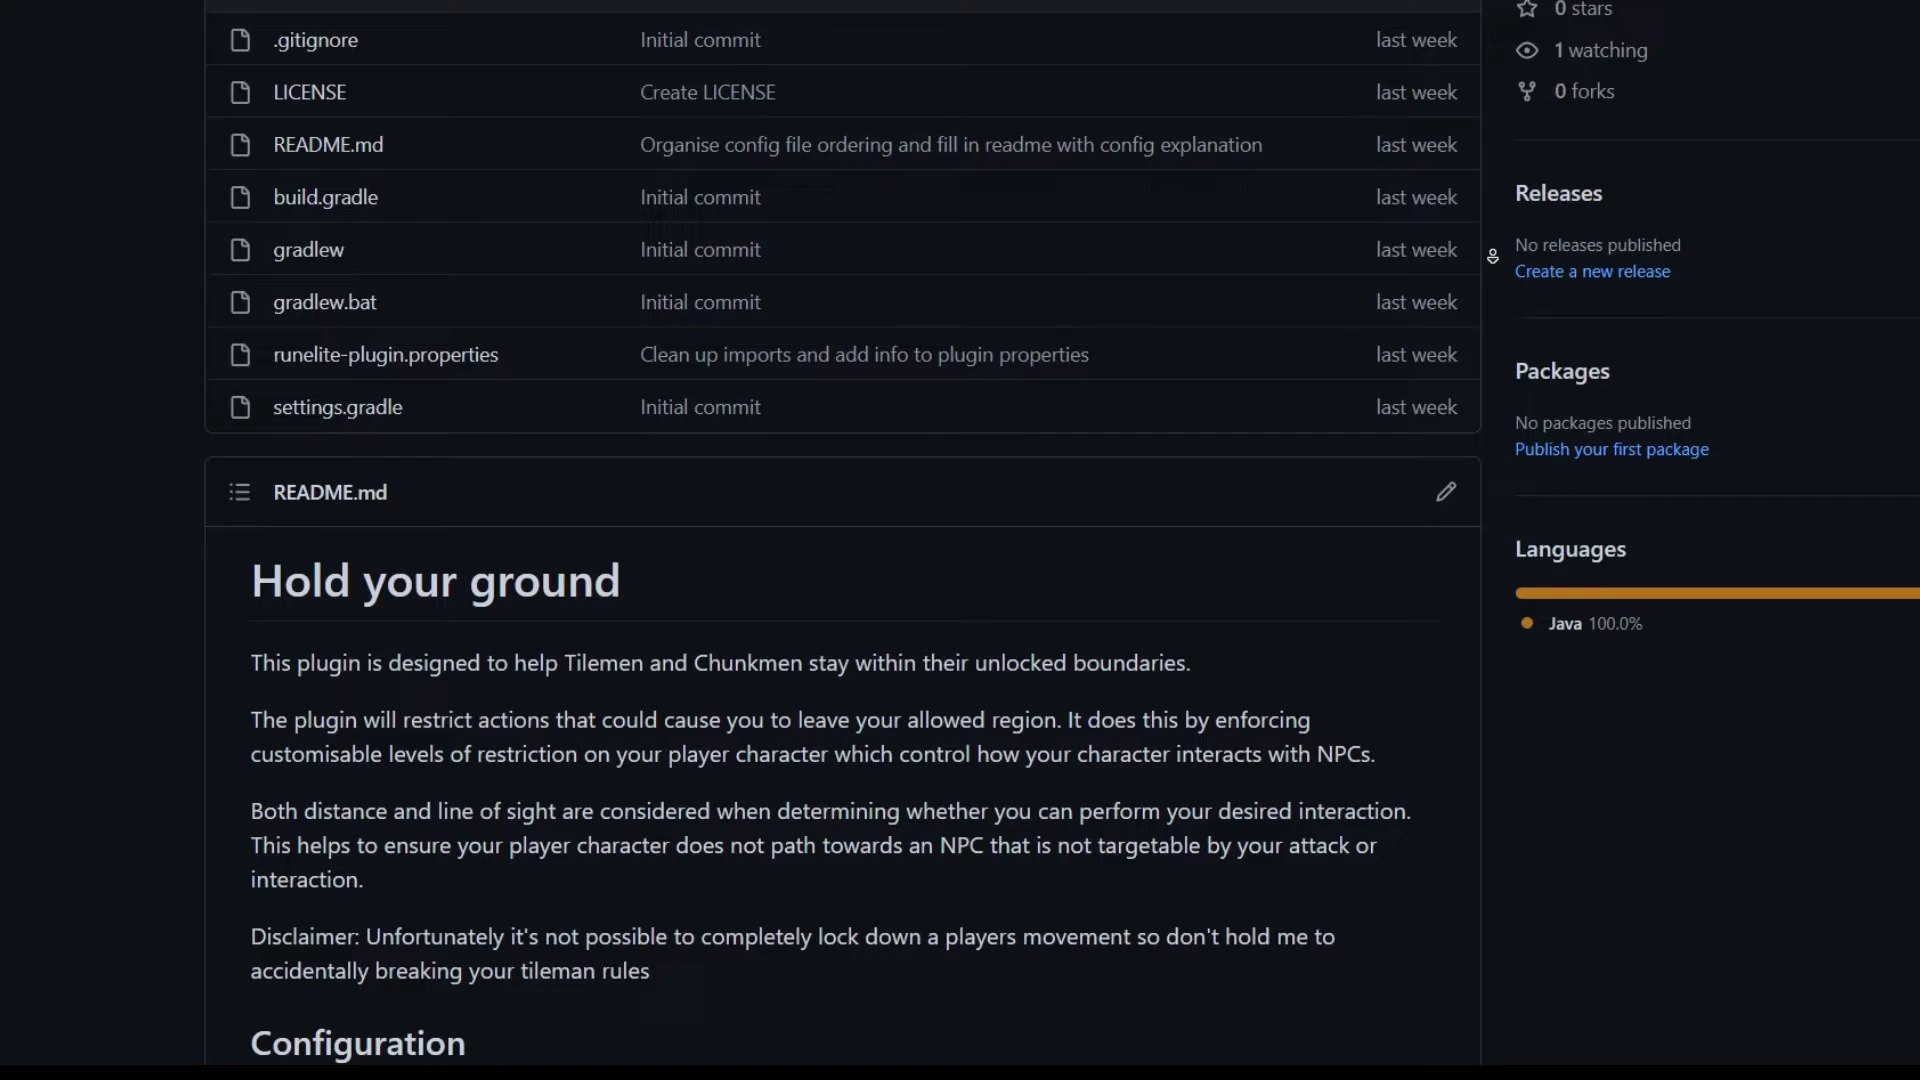 0 stars
.gitignore Initial commit last week
1 watching
LICENSE Create LICENSE last week
0 forks
README.md Organise config file ordering and fill in readme with config explanation last week
build.gradle Initial commit last week
Releases
gradlew Initial commit last week
No releases published
Create a new release
gradlew.bat Initial commit last week
runelite-plugin.properties Clean up imports and add info to plugin properties last week
Packages
settings.gradle Initial commit last week
No packages published
Publish your first package
README.md
Languages
Java 100.0%
Hold your ground
This plugin is designed to help Tilemen and Chunkmen stay within their unlocked boundaries.
The plugin will restrict actions that could cause you to leave your allowed region. It does this by enforcing
customisable levels of restriction on your player character which control how your character interacts with NPCs.
Both distance and line of sight are considered when determining whether you can perform your desired interaction.
This helps to ensure your player character does not path towards an NPC that is not targetable by your attack or
interaction.
Disclaimer: Unfortunately it's not possible to completely lock down a players movement so don't hold me to
accidentally breaking your tileman rules
Configuration